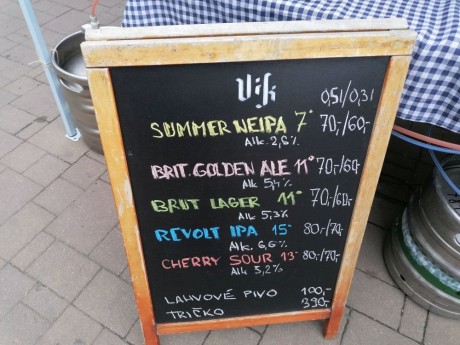 Vik 0,5l/0,3l
SUMMER NEIPA 7° 70,-/60,-
Alk. 2,6%
BRIT. GOLDEN ALE 11° 70,-/60,-
Alk 5,4%
BRUT LAGER 11° 70,-/60,-
Alk. 5,3%
REVOLT IPA 15° 80,-/70,-
Alk. 6,6%
CHERRY SOUR 13° 80,-/70,-
Alk 5,2%
LAHVOVÉ PIVO 100,-
TRIČKO 390,-